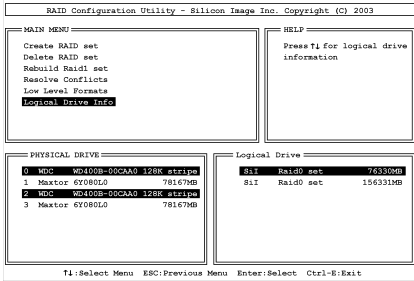 RAID Configuration Utility - Silicon Image Inc. Copyright (C) 2003
MAIN MENU
Create RAID set
Delete RAID set
Rebuild Raid1 set
Resolve Conflicts
Low Level Formats
Logical Drive Info
HELP
Press ↑↓ for logical drive
information
PHYSICAL DRIVE
0 WDC WD400B-00CAA0 128K stripe
1 Maxtor 6Y080L0 78167MB
2 WDC WD400B-00CAA0 128K stripe
3 Maxtor 6Y080L0 78167MB
Logical Drive
SiI Raid0 set 76330MB
SiI Raid0 set 156331MB
↑↓:Select Menu ESC:Previous Menu Enter:Select Ctrl-E:Exit